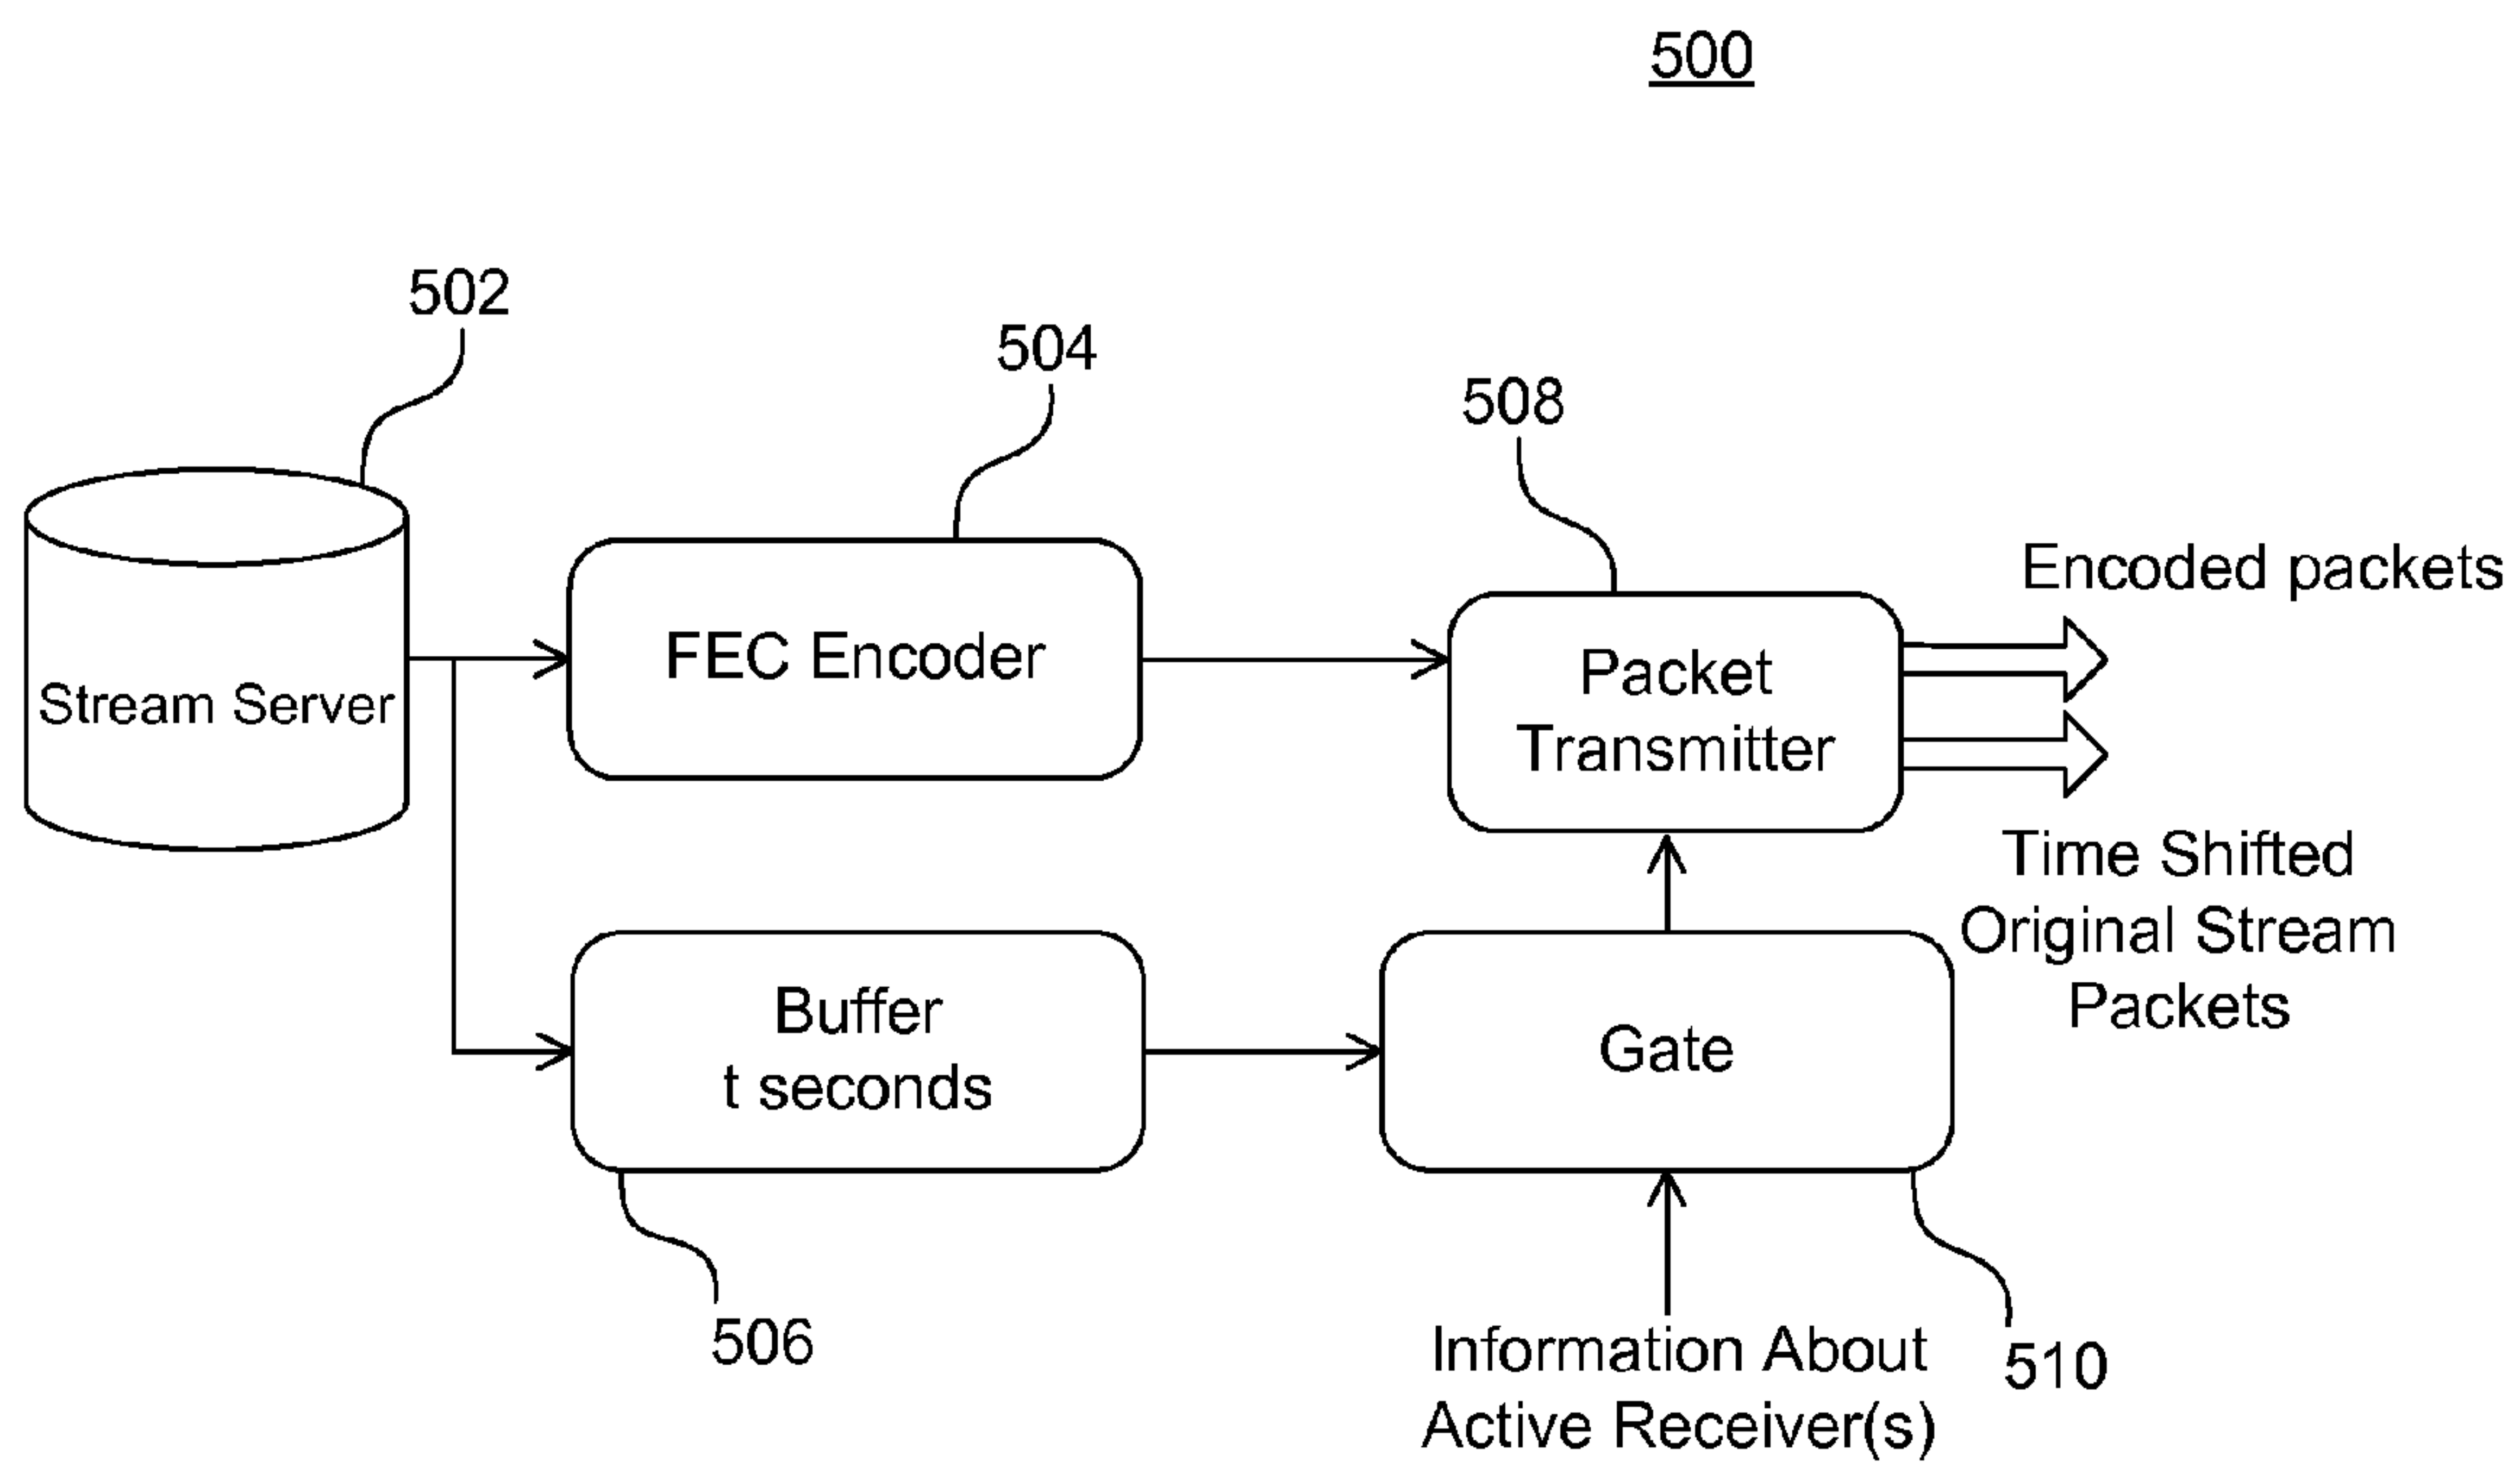 500
502
504
508
Encoded packets
FEC Encoder
Packet
Transmitter
Stream Server
Time Shifted
Original Stream
Packets
Buffer
t seconds
Gate
506
Information About
Active Receiver(s)
510